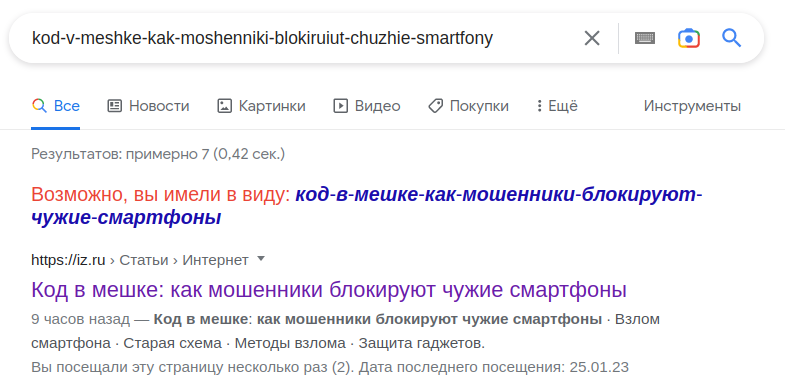 kod-v-meshke-kak-moshenniki-blokiruiut-chuzhie-smartfony
Все Новости Картинки Видео Покупки Ещё Инструменты
Результатов: примерно 7 (0,42 сек.)
Возможно, вы имели в виду: код-в-мешке-как-мошенники-блокируют-
чужие-смартфоны
https://iz.ru › Статьи › Интернет
Код в мешке: как мошенники блокируют чужие смартфоны
9 часов назад — Код в мешке: как мошенники блокируют чужие смартфоны · Взлом
смартфона · Старая схема · Методы взлома · Защита гаджетов.
Вы посещали эту страницу несколько раз (2). Дата последнего посещения: 25.01.23